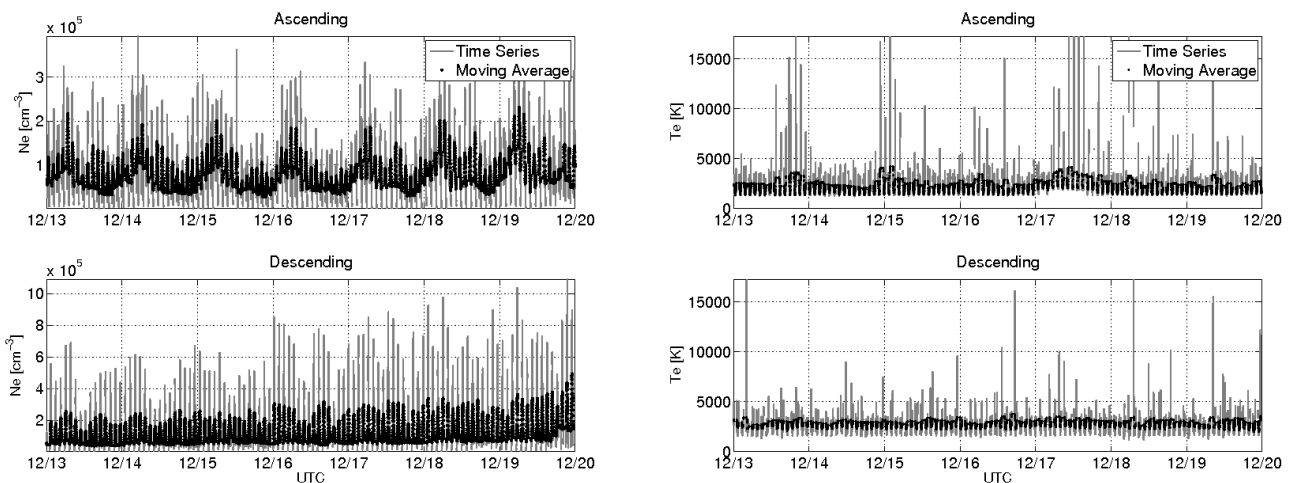 Ascending
x 10^5
Ne [cm^-3]
3
2
1
Time Series
Moving Average
12/13 12/14 12/15 12/16 12/17 12/18 12/19 12/20
Ascending
Te [K]
15000
10000
5000
0
Time Series
Moving Average
12/13 12/14 12/15 12/16 12/17 12/18 12/19 12/20
Descending
x 10^5
Ne [cm^-3]
10
8
6
4
2
12/13 12/14 12/15 12/16 12/17 12/18 12/19 12/20
UTC
Descending
Te [K]
15000
10000
5000
0
12/13 12/14 12/15 12/16 12/17 12/18 12/19 12/20
UTC